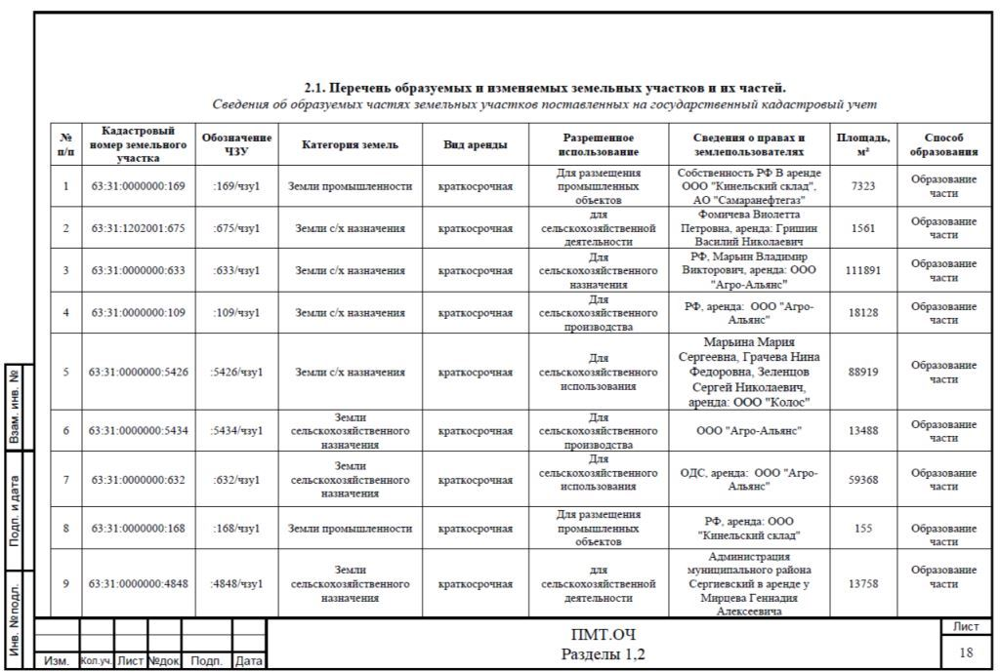 2.1. Перечень образуемых и изменяемых земельных участков и их частей.
Сведения об образуемых частях земельных участков поставленных на государственный кадастровый учет
№ п/п Кадастровый номер земельного участка Обозначение ЧЗУ Категория земель Вид аренды Разрешенное использование Сведения о правах и землепользователях Площадь, м² Способ образования
1 63:31:0000000:169 :169/чзу1 Земли промышленности краткосрочная Для размещения промышленных объектов Собственность РФ В аренде ООО "Кинельский склад", АО "Самаранефтегаз" 7323 Образование части
2 63:31:1202001:675 :675/чзу1 Земли с/х назначения краткосрочная для сельскохозяйственной деятельности Фомичева Виолетта Петровна, аренда: Гришин Василий Николаевич 1561 Образование части
3 63:31:0000000:633 :633/чзу1 Земли с/х назначения краткосрочная Для сельскохозяйственного назначения РФ, Марьин Владимир Викторович, аренда: ООО "Агро-Альянс" 111891 Образование части
4 63:31:0000000:109 :109/чзу1 Земли с/х назначения краткосрочная Для сельскохозяйственного производства РФ, аренда: ООО "Агро-Альянс" 18128 Образование части
5 63:31:0000000:5426 :5426/чзу1 Земли с/х назначения краткосрочная Для сельскохозяйственного использования Марьина Мария Сергеевна, Грачева Нина Федоровна, Зеленцов Сергей Николаевич, аренда: ООО "Колос" 88919 Образование части
6 63:31:0000000:5434 :5434/чзу1 Земли сельскохозяйственного назначения краткосрочная Для сельскохозяйственного производства ООО "Агро-Альянс" 13488 Образование части
7 63:31:0000000:632 :632/чзу1 Земли сельскохозяйственного назначения краткосрочная Для сельскохозяйственного использования ОДС, аренда: ООО "Агро-Альянс" 59368 Образование части
8 63:31:0000000:168 :168/чзу1 Земли промышленности краткосрочная Для размещения промышленных объектов РФ, аренда: ООО "Кинельский склад" 155 Образование части
9 63:31:0000000:4848 :4848/чзу1 Земли сельскохозяйственного назначения краткосрочная для сельскохозяйственной деятельности Администрация муниципального района Сергиевский в аренде у Мирцева Геннадия Алексеевича 13758 Образование части
Взам. инв. №
Подп. и дата
Инв. №подл.
Изм. Кол.уч. Лист №док. Подп. Дата
ПМТ.ОЧ
Разделы 1,2
Лист
18